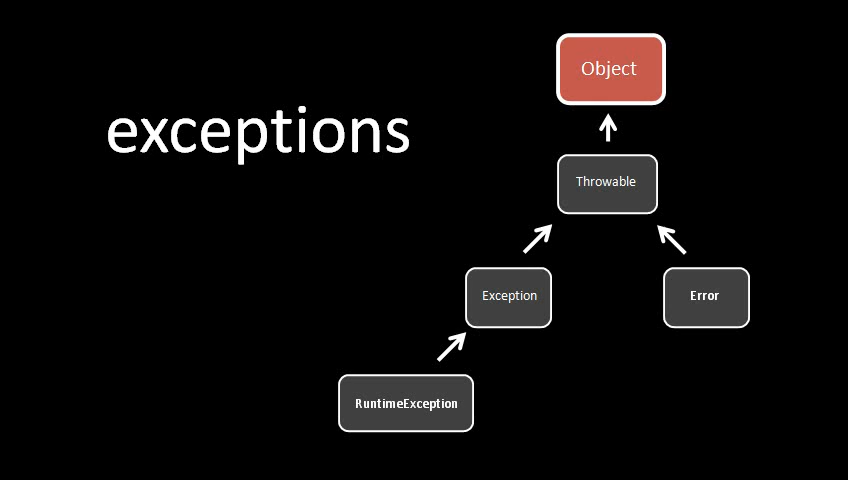 exceptions
Object
Throwable
Exception
Error
RuntimeException